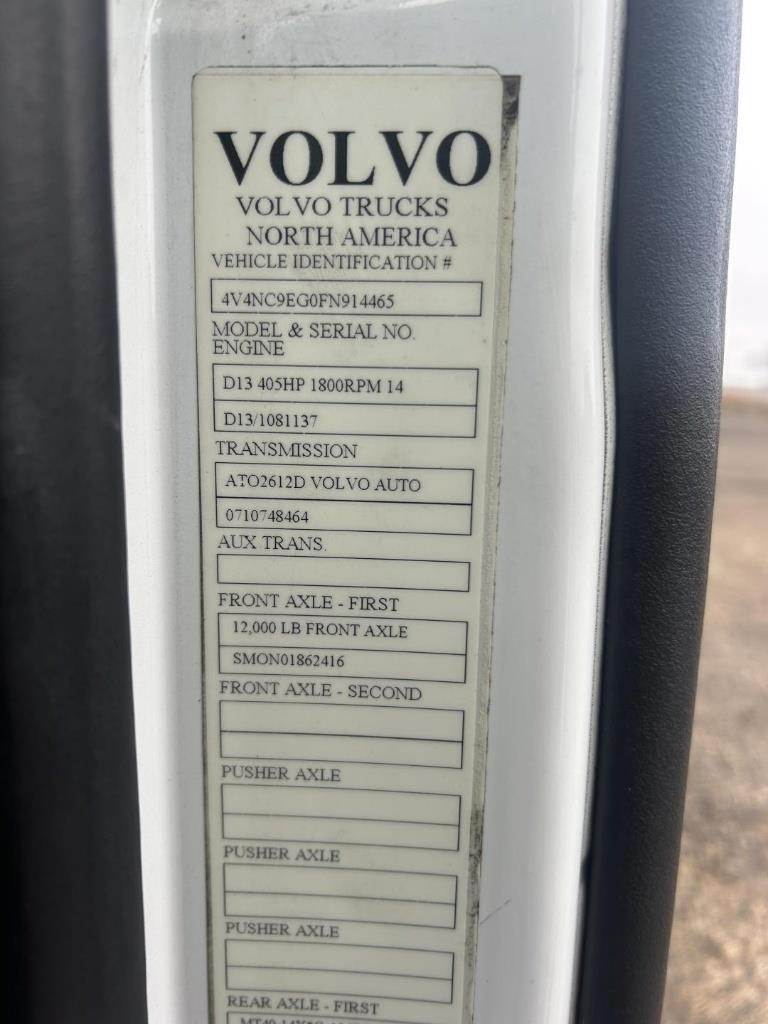 VOLVO
VOLVO TRUCKS
NORTH AMERICA
VEHICLE IDENTIFICATION #
4V4NC9EG0FN914465
MODEL & SERIAL NO.
ENGINE
D13 405HP 1800RPM 14
D13/1081137
TRANSMISSION
ATO2612D VOLVO AUTO
0710748464
AUX TRANS.
FRONT AXLE - FIRST
12,000 LB FRONT AXLE
SMON01862416
FRONT AXLE - SECOND
PUSHER AXLE
PUSHER AXLE
PUSHER AXLE
REAR AXLE - FIRST